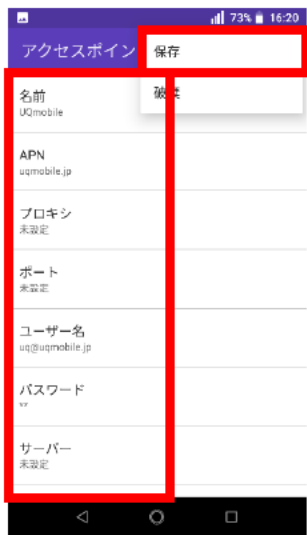 73% 16:20
アクセスポイン
保存
破棄
名前
UQmobile
APN
uqmobile.jp
プロキシ
未設定
ポート
未設定
ユーザー名
uq@uqmobile.jp
パスワード
サーバー
未設定